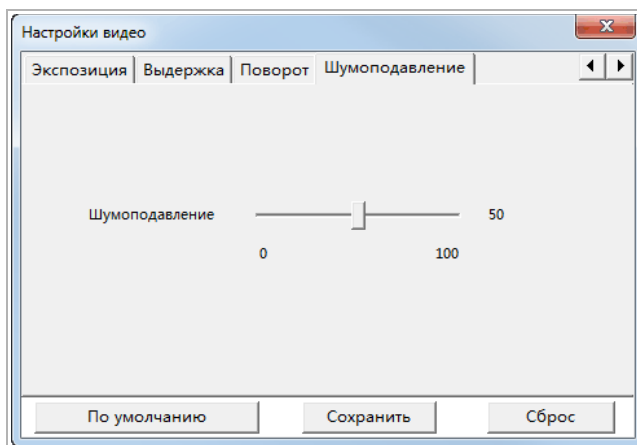 Настройки видео
Экспозиция Выдержка Поворот Шумоподавление
Шумоподавление 50
0 100
По умолчанию Сохранить Сброс